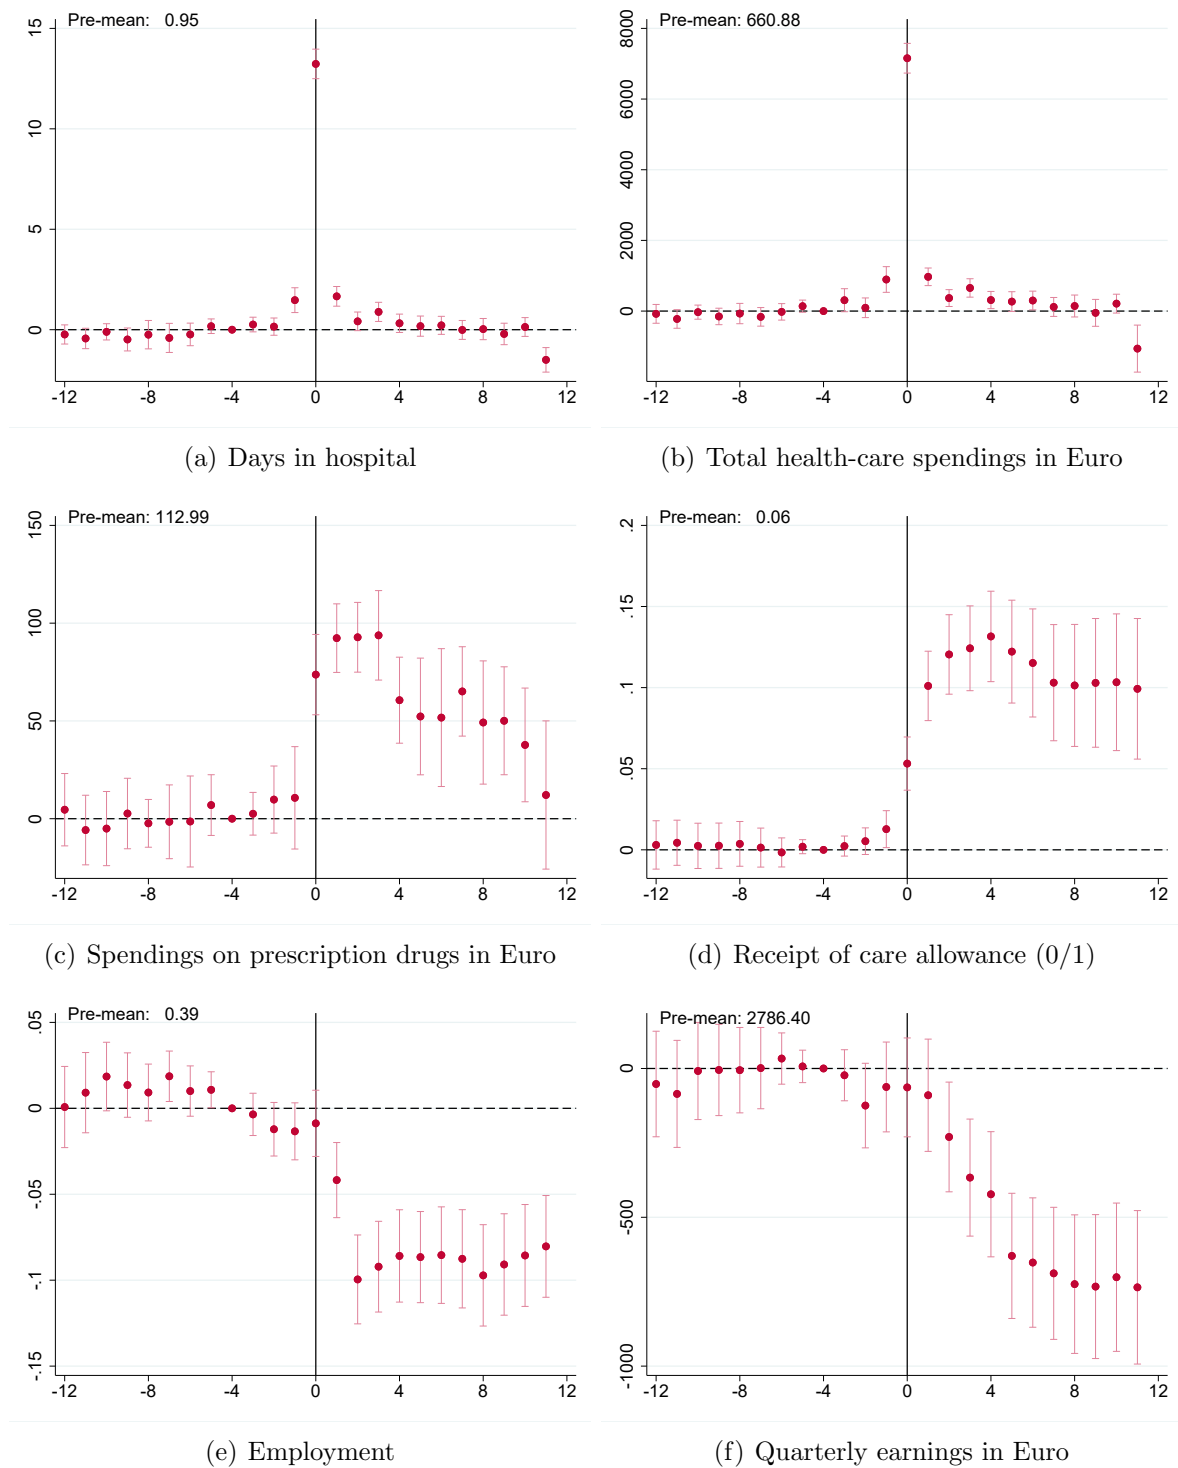 Pre-mean: 0.95
15
10
5
0
-12 -8 -4 0 4 8 12
(a) Days in hospital
Pre-mean: 660.88
8000
6000
4000
2000
0
-12 -8 -4 0 4 8 12
(b) Total health-care spendings in Euro
Pre-mean: 112.99
150
100
50
0
-12 -8 -4 0 4 8 12
(c) Spendings on prescription drugs in Euro
Pre-mean: 0.06
.2
.15
.1
.05
0
-12 -8 -4 0 4 8 12
(d) Receipt of care allowance (0/1)
Pre-mean: 0.39
.05
0
-.05
-.1
-.15
-12 -8 -4 0 4 8 12
(e) Employment
Pre-mean: 2786.40
0
-500
-1000
-12 -8 -4 0 4 8 12
(f) Quarterly earnings in Euro